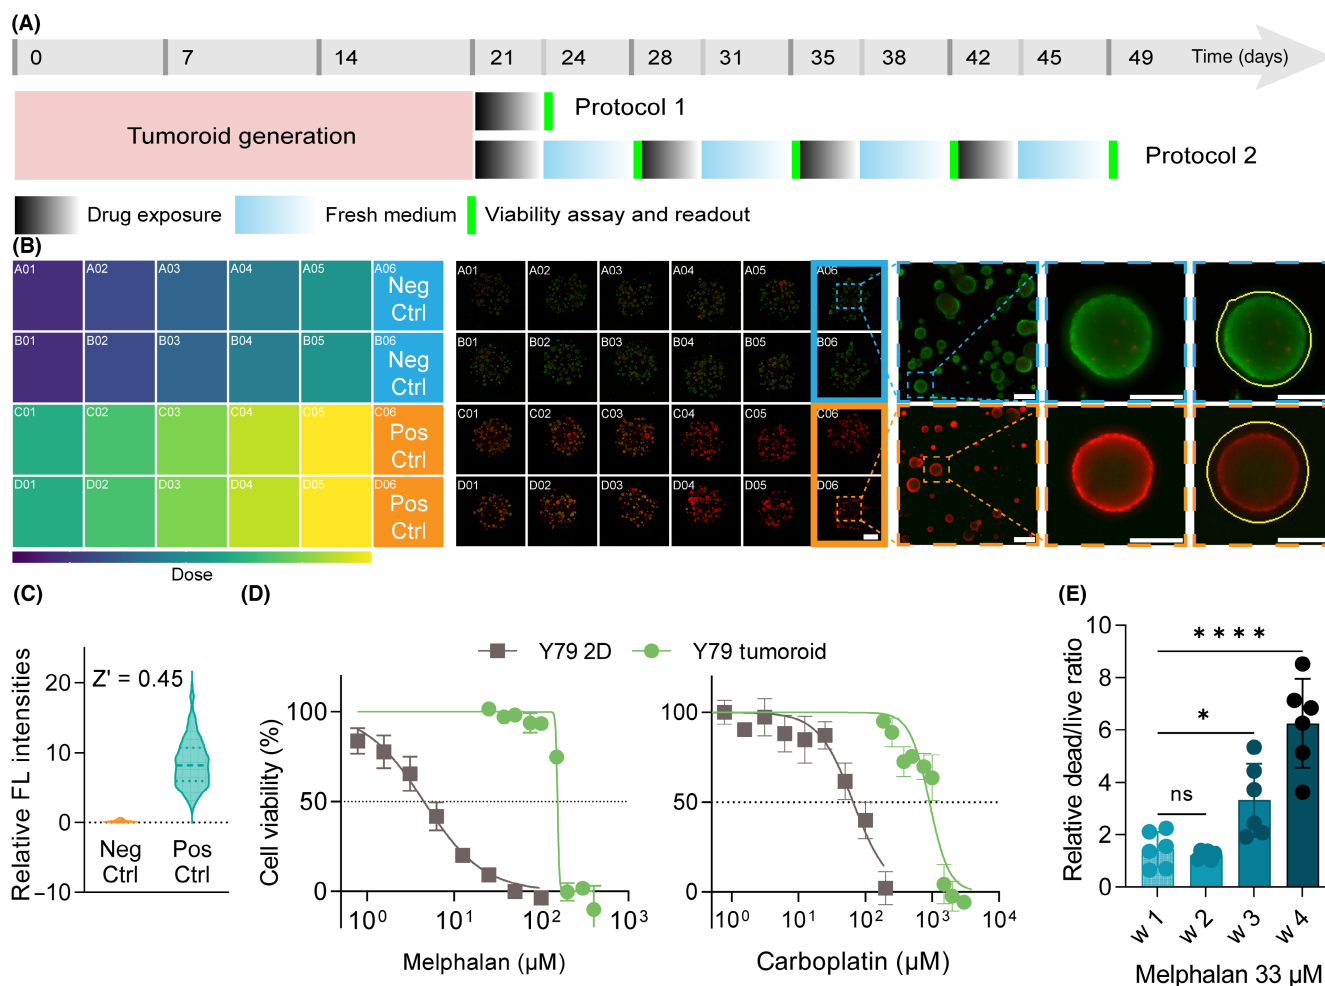 (A)
0 7 14 21 24 28 31 35 38 42 45 49 Time (days)
Tumoroid generation
Protocol 1
Protocol 2
Drug exposure
Fresh medium
Viability assay and readout
(B)
A01 A02 A03 A04 A05 A06
Neg
Ctrl
B01 B02 B03 B04 B05 B06
Neg
Ctrl
C01 C02 C03 C04 C05 C06
Pos
Ctrl
D01 D02 D03 D04 D05 D06
Pos
Ctrl
Dose
A01 A02 A03 A04 A05 A06
B01 B02 B03 B04 B05 B06
C01 C02 C03 C04 C05 C06
D01 D02 D03 D04 D05 D06
(C)
Relative FL intensities
20
10
0
−10
Z' = 0.45
Neg
Ctrl
Pos
Ctrl
(D)
Y79 2D
Y79 tumoroid
Cell viability (%)
100
50
0
10⁰ 10¹ 10² 10³
Melphalan (µM)
100
50
0
10⁰ 10¹ 10² 10³ 10⁴
Carboplatin (µM)
(E)
Relative dead/live ratio
10
8
6
4
2
0
****
*
ns
w1 w2 w3 w4
Melphalan 33 µM